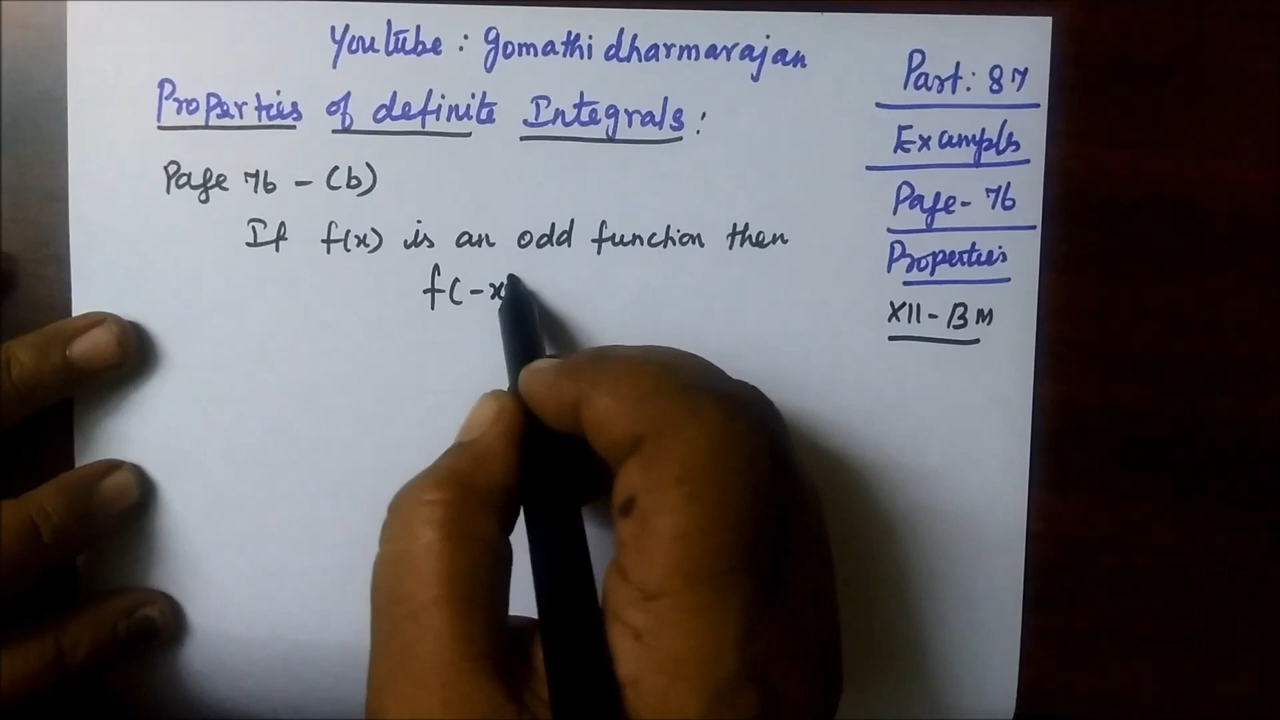 Youtube : gomathi dharmarajan
Properties of definite Integrals :
Page 76 - (b)
If f(x) is an odd function then
f(-x
Part: 87
Examples
Page - 76
Properties
XII - BM